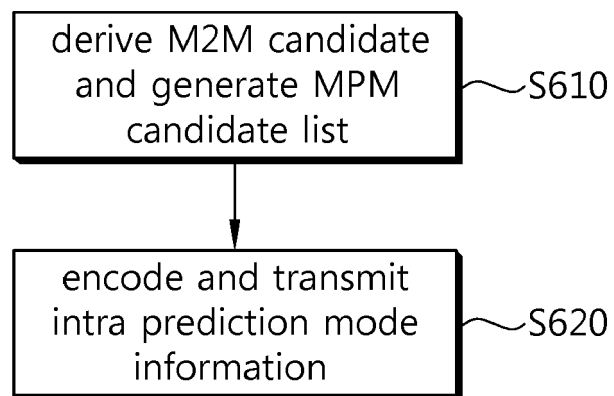 derive M2M candidate
and generate MPM
candidate list
S610
encode and transmit
intra prediction mode
information
S620